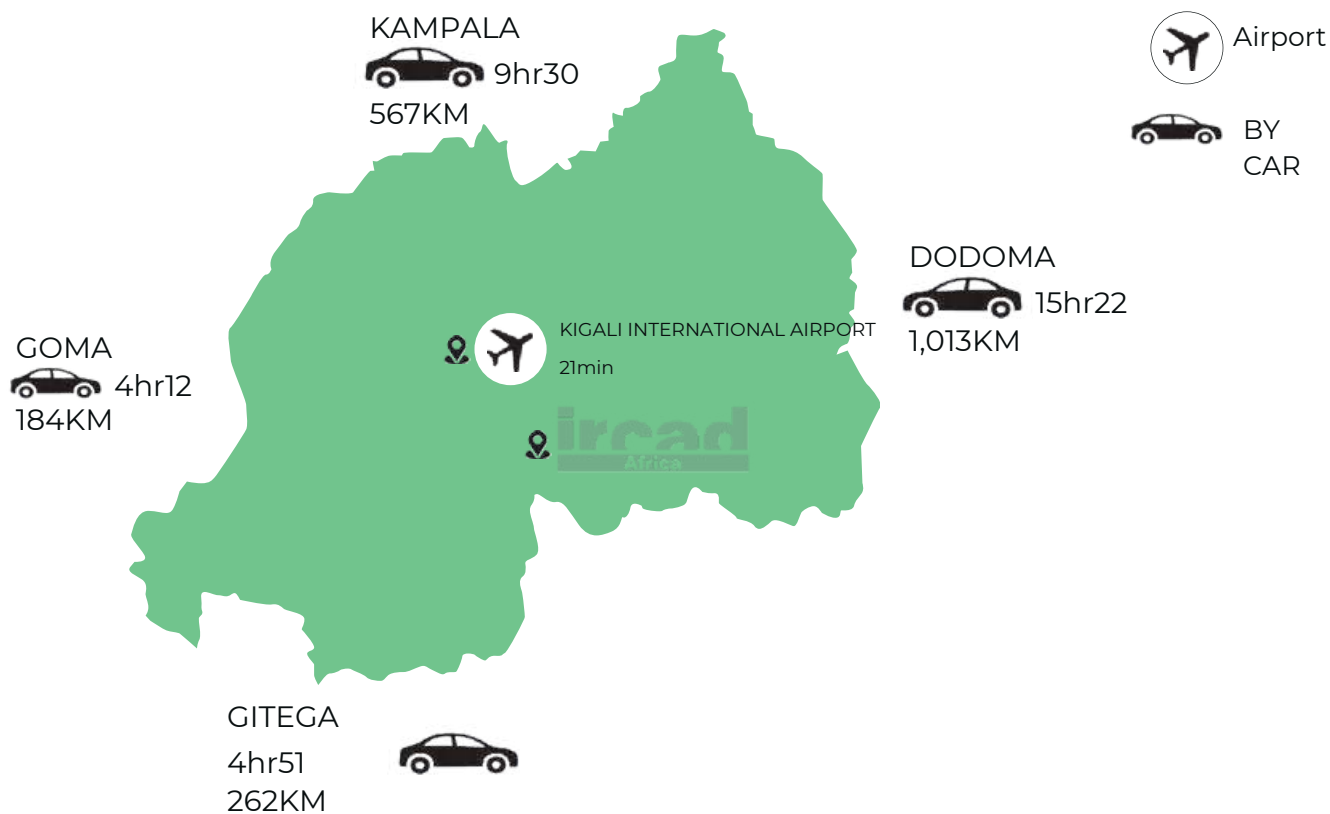 KAMPALA
9hr30
567KM
Airport
BY
CAR
DODOMA
15hr22
1,013KM
GOMA
4hr12
184KM
KIGALI INTERNATIONAL AIRPORT
21min
ircad
Africa
GITEGA
4hr51
262KM